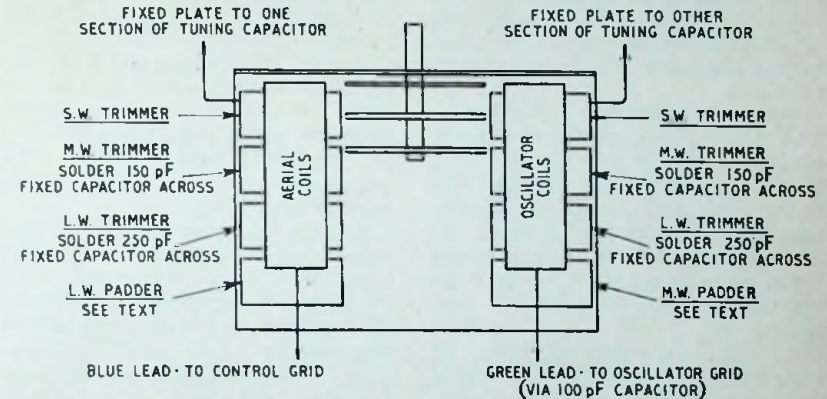 FIXED PLATE TO ONE
SECTION OF TUNING CAPACITOR
FIXED PLATE TO OTHER
SECTION OF TUNING CAPACITOR
S.W. TRIMMER
M.W. TRIMMER
SOLDER 150 pF
FIXED CAPACITOR ACROSS
L.W. TRIMMER
SOLDER 250 pF
FIXED CAPACITOR ACROSS
L.W. PADDER
SEE TEXT
AERIAL
COILS
OSCILLATOR
COILS
S.W. TRIMMER
M.W. TRIMMER
SOLDER 150 pF
FIXED CAPACITOR ACROSS
L.W. TRIMMER
SOLDER 250 pF
FIXED CAPACITOR ACROSS
M.W. PADDER
SEE TEXT
BLUE LEAD - TO CONTROL GRID
GREEN LEAD - TO OSCILLATOR GRID
(VIA 100 pF CAPACITOR)